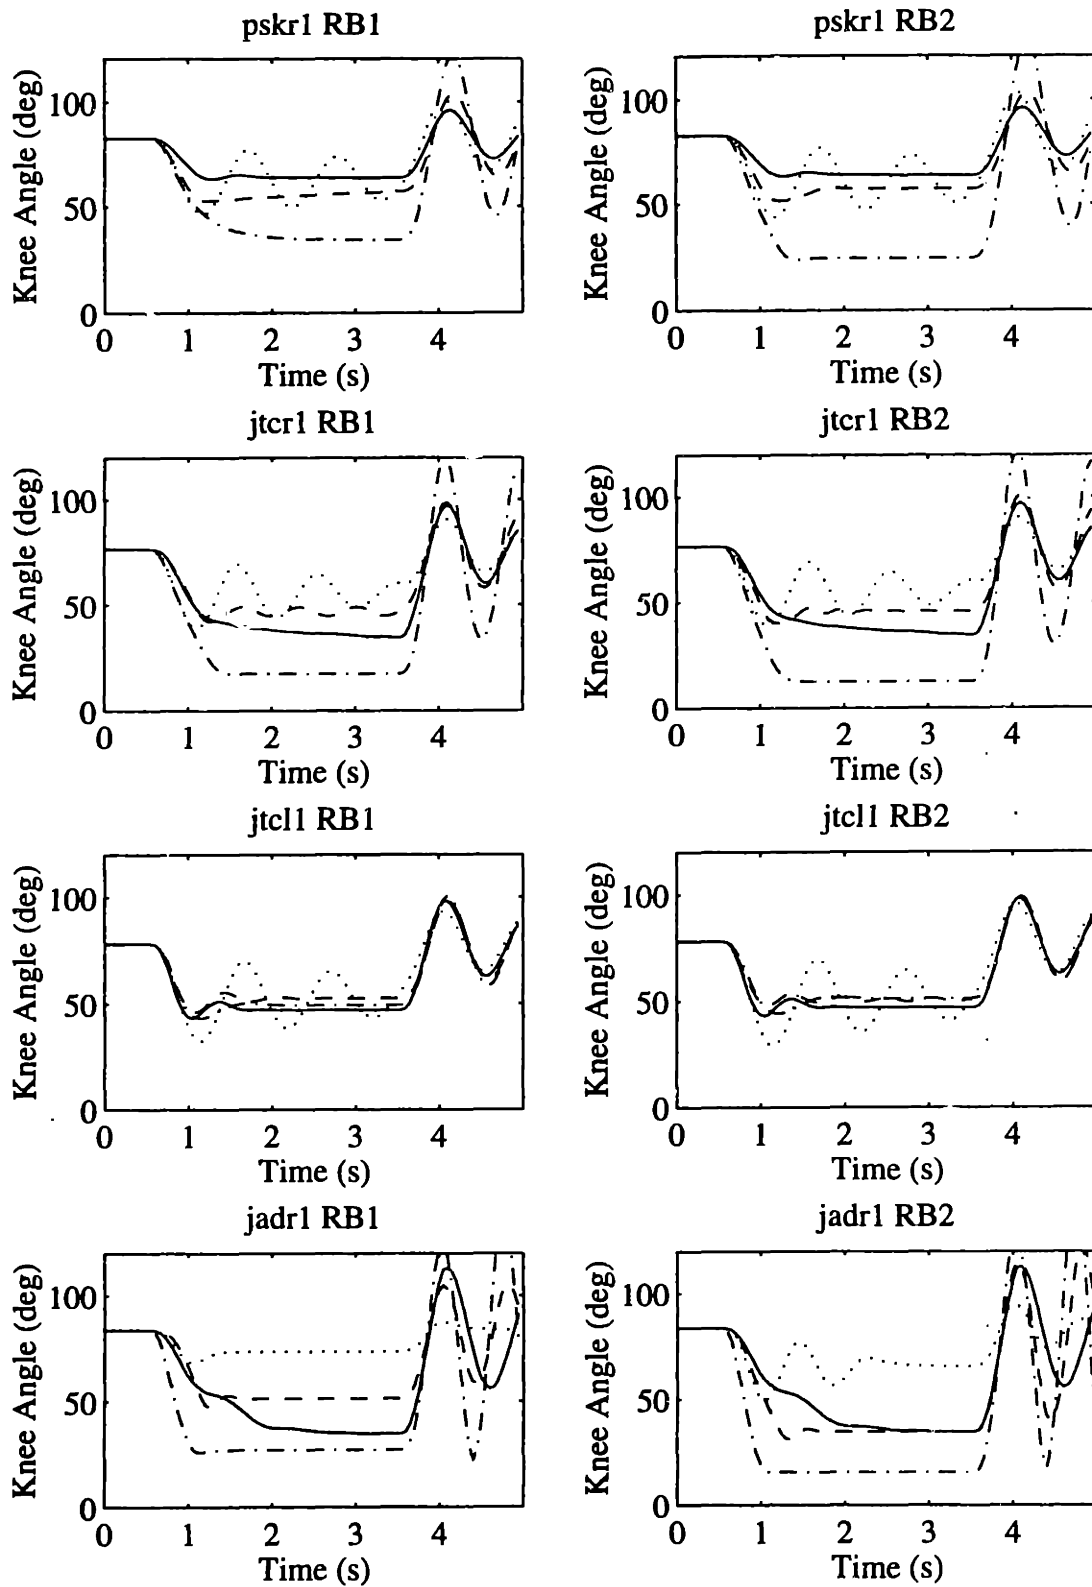 pskr1 RB1
Knee Angle (deg)
100
50
0
0 1 2 3 4
Time (s)
pskr1 RB2
Knee Angle (deg)
100
50
0
0 1 2 3 4
Time (s)
jtcr1 RB1
Knee Angle (deg)
100
50
0
0 1 2 3 4
Time (s)
jtcr1 RB2
Knee Angle (deg)
100
50
0
0 1 2 3 4
Time (s)
jtcl1 RB1
Knee Angle (deg)
100
50
0
0 1 2 3 4
Time (s)
jtcl1 RB2
Knee Angle (deg)
100
50
0
0 1 2 3 4
Time (s)
jadr1 RB1
Knee Angle (deg)
100
50
0
0 1 2 3 4
Time (s)
jadr1 RB2
Knee Angle (deg)
100
50
0
0 1 2 3 4
Time (s)